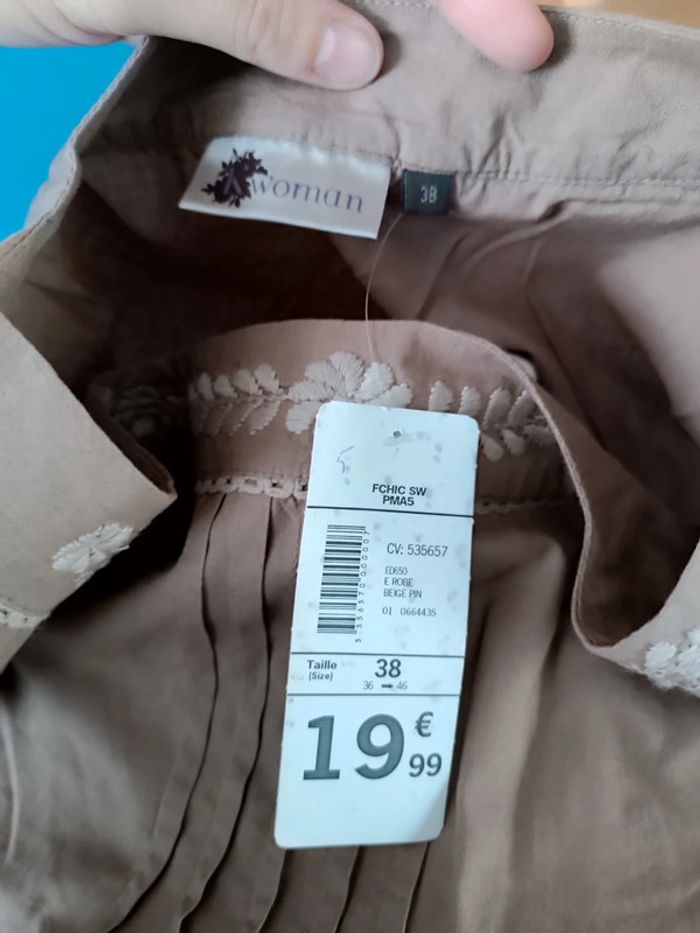 woman
38
FCHIC SW
PMA5
CV: 535657
ED650
E ROBE
BEIGE PIN
01 0664435
Taille
(Size)
38
36 46
19 €
99